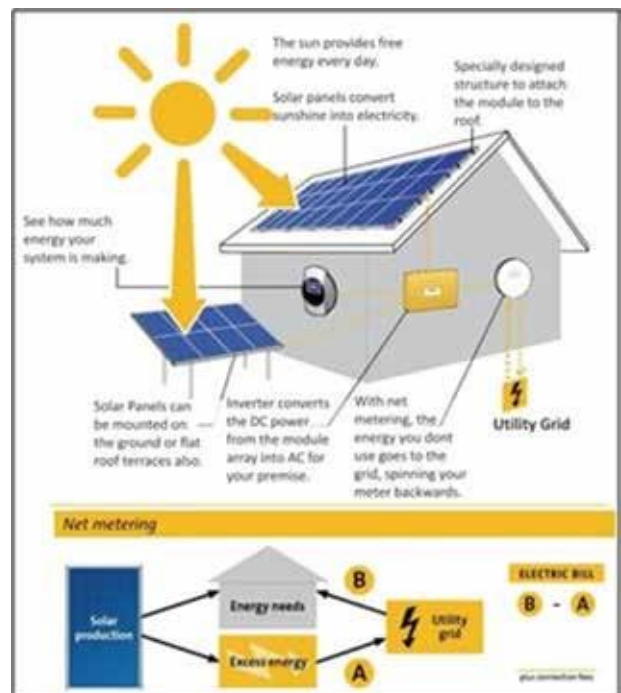 The sun provides free
energy every day.
Solar panels convert
sunshine into electricity.
Specially designed
structure to attach
the module to the
roof.
See how much
energy your
system is making.
Solar Panels can
be mounted on
the ground or flat
roof terraces also.
Inverter converts
the DC power
from the module
array into AC for
your premise.
With net
metering, the
energy you dont
use goes to the
grid, spinning your
meter backwards.
Utility Grid
Net metering
Solar
production
Energy needs
Excess energy
B
A
Utility
grid
ELECTRIC BILL
B - A
plus connection fees